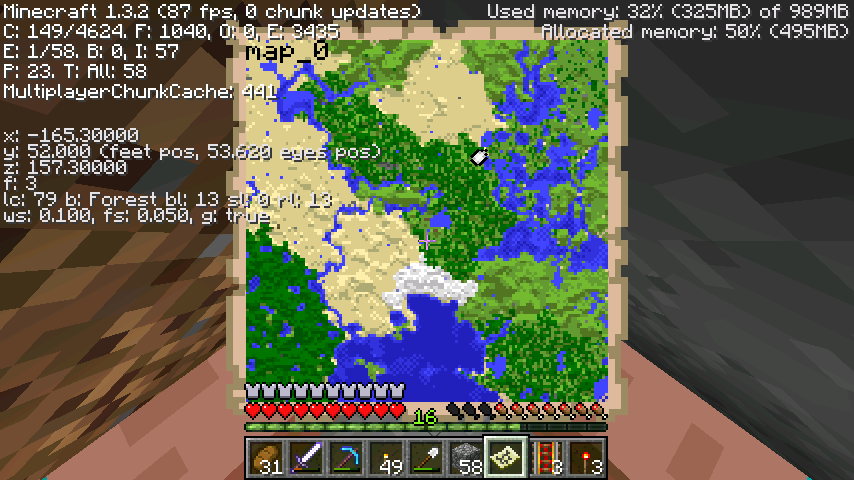 Minecraft 1.3.2 (87 fps, 0 chunk updates)
Used memory: 32% (325MB) of 989MB
C: 149/4624. F: 1040, O: 0, E: 3435
Allocated memory: 50% (495MB)
E: 1/58. B: 0, I: 57
map_0
P: 23. T: All: 58
MultiplayerChunkCache: 441
x: -165.30000
y: 52.000 (feet pos, 53.620 eyes pos)
z: 157.30000
f: 3
lc: 79 b: Forest bl: 13 sl: 0 rl: 13
ws: 0.100, fs: 0.050, g: true
16
31 49 58 3 3